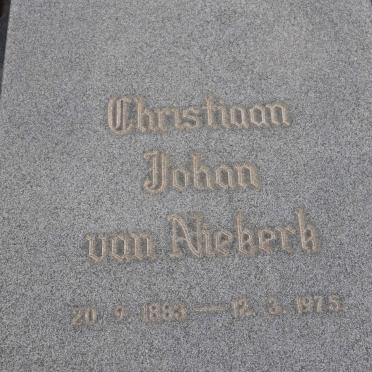 Christiaan
Johan
van Niekerk
20. 9. 1883 — 12. 3. 1975.